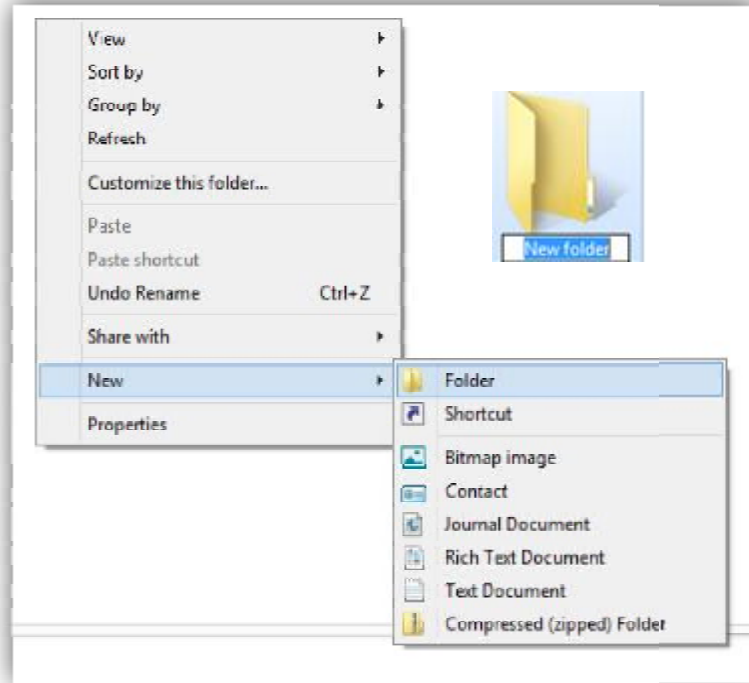 View
Sort by
Group by
Refresh
Customize this folder...
Paste
Paste shortcut
Undo Rename Ctrl+Z
Share with
New
Properties
New folder
Folder
Shortcut
Bitmap image
Contact
Journal Document
Rich Text Document
Text Document
Compressed (zipped) Folder